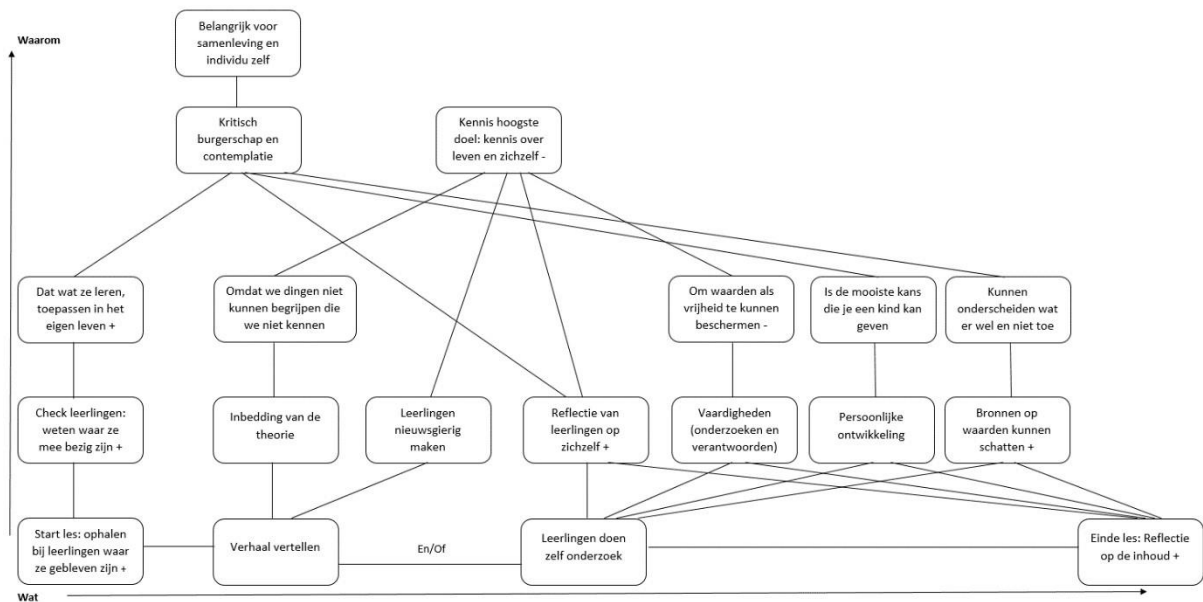 Waarom
Belangrijk voor
samenleving en
individu zelf
Kritisch
burgerschap en
contemplatie
Kennis hoogste
doel: kennis over
leven en zichzelf -
Dat wat ze leren,
toepassen in het
eigen leven +
Omdat we dingen niet
kunnen begrijpen die
we niet kennen
Om waarden als
vrijheid te kunnen
beschermen -
Is de mooiste kans
die je een kind kan
geven
Kunnen
onderscheiden wat
er wel en niet toe
Check leerlingen:
weten waar ze
mee bezig zijn +
Inbedding van de
theorie
Leerlingen
nieuwsgierig
maken
Reflectie van
leerlingen op
zichzelf +
Vaardigheden
(onderzoeken en
verantwoorden)
Persoonlijke
ontwikkeling
Bronnen op
waarden kunnen
schatten +
Start les: ophalen
bij leerlingen waar
ze gebleven zijn +
Verhaal vertellen
En/Of
Leerlingen doen
zelf onderzoek
Einde les: Reflectie
op de inhoud +
Wat